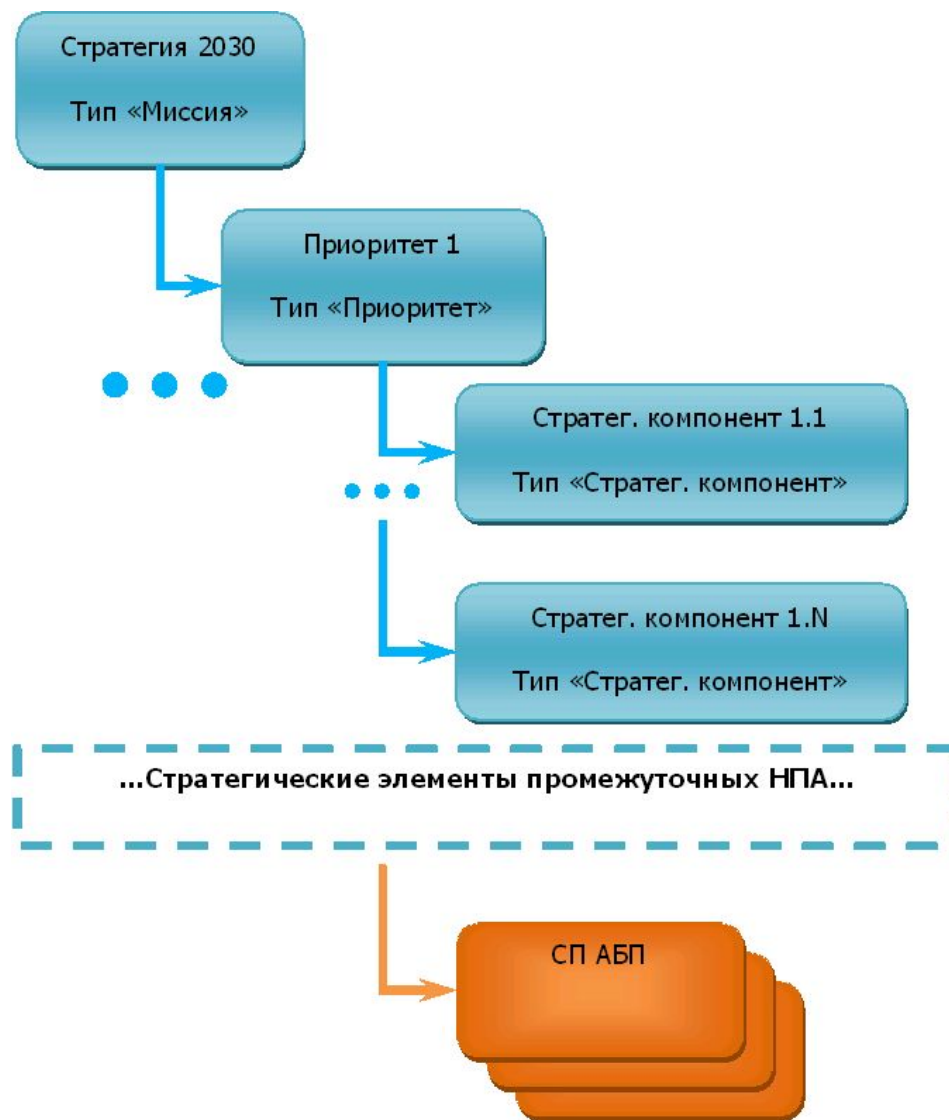 Стратегия 2030
Тип «Миссия»
Приоритет 1
Тип «Приоритет»
Стратег. компонент 1.1
Тип «Стратег. компонент»
Стратег. компонент 1.N
Тип «Стратег. компонент»
...Стратегические элементы промежуточных НПА...
СП АБП